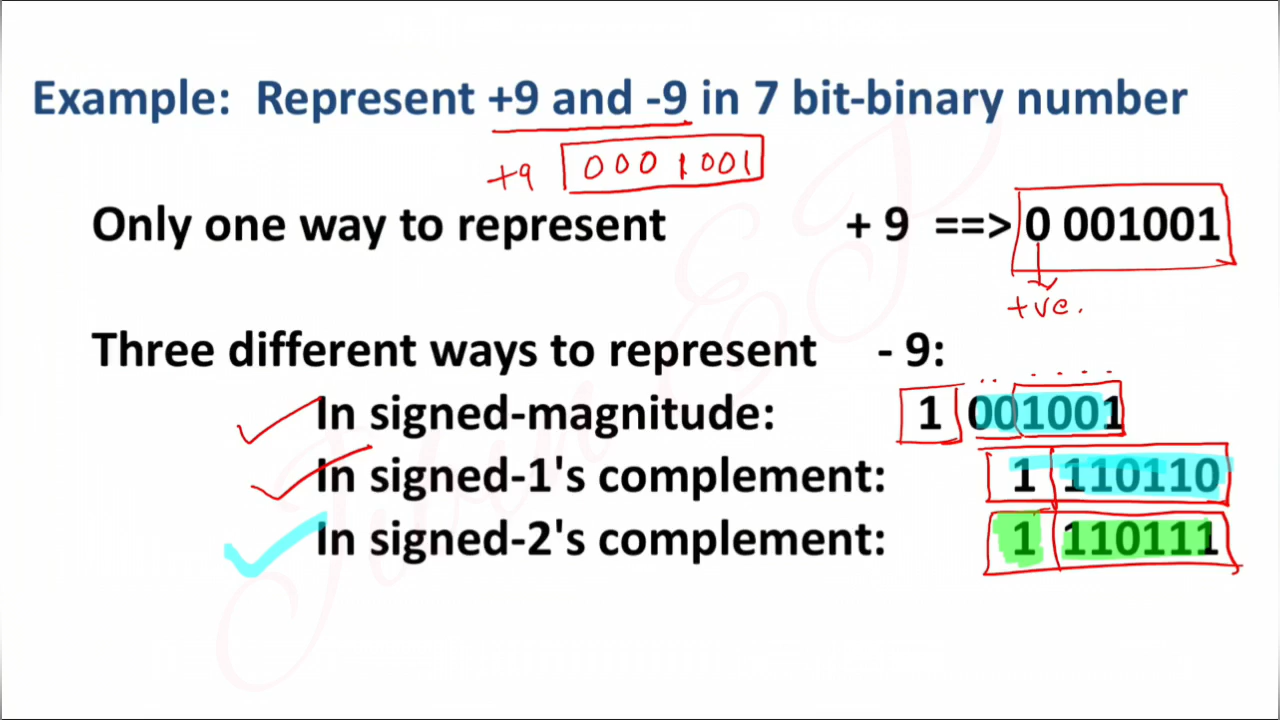 Example: Represent +9 and -9 in 7 bit-binary number
+9 0001001
Only one way to represent + 9 ==> 0 001001
+ve.
Three different ways to represent - 9:
In signed-magnitude: 1 001001
In signed-1's complement: 1 110110
In signed-2's complement: 1 110111